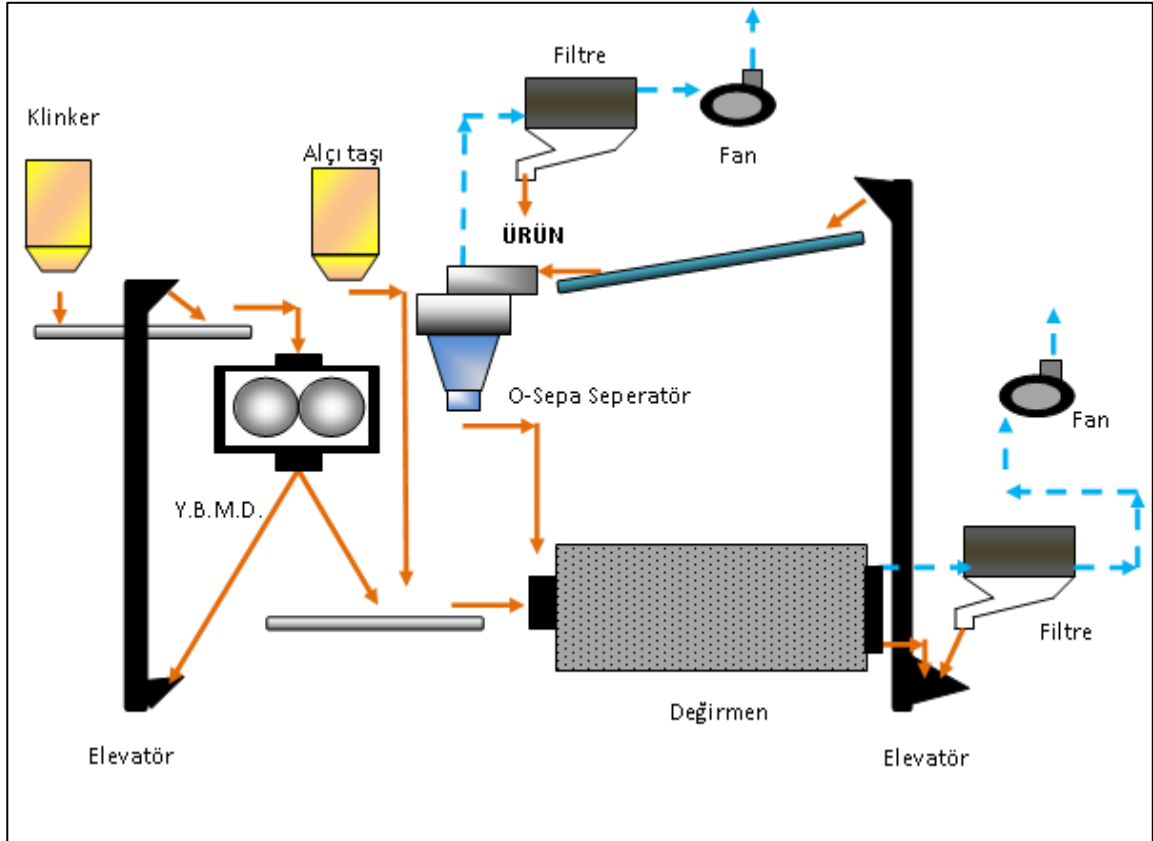 Filtre
Klinker
Alçı taşı
Fan
ÜRÜN
O-Sepa Seperatör
Fan
Y.B.M.D.
Filtre
Değirmen
Elevatör
Elevatör